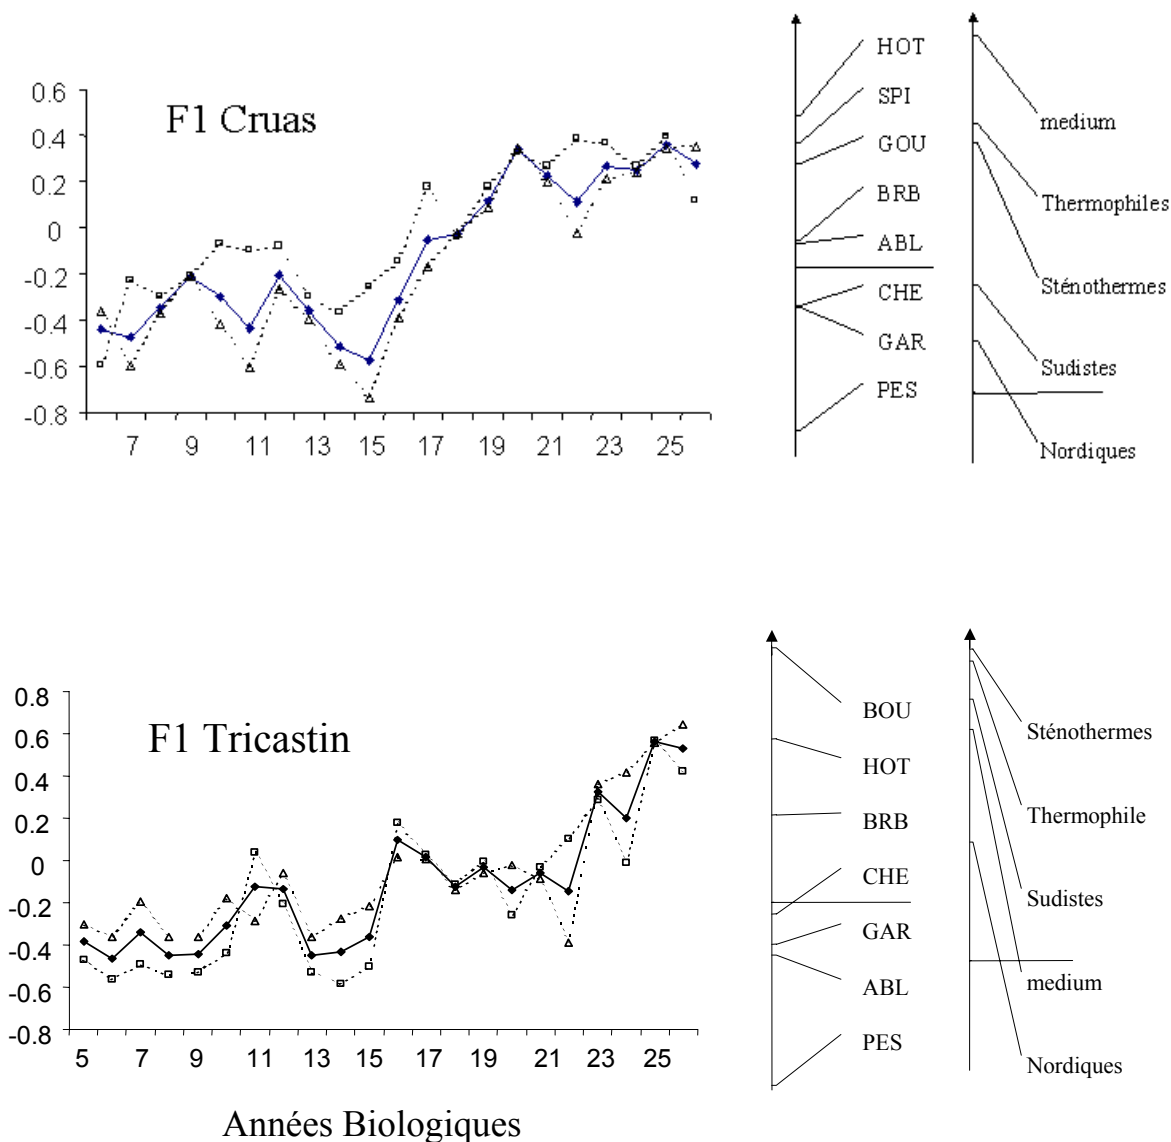 F1 Cruas
0.6
0.4
0.2
0
-0.2
-0.4
-0.6
-0.8
7 9 11 13 15 17 19 21 23 25
HOT
SPI
GOU
BRB
ABL
CHE
GAR
PES
medium
Thermophiles
Sténothermes
Sudistes
Nordiques
F1 Tricastin
0.8
0.6
0.4
0.2
0
-0.2
-0.4
-0.6
-0.8
5 7 9 11 13 15 17 19 21 23 25
Années Biologiques
BOU
HOT
BRB
CHE
GAR
ABL
PES
Sténothermes
Thermophile
Sudistes
medium
Nordiques